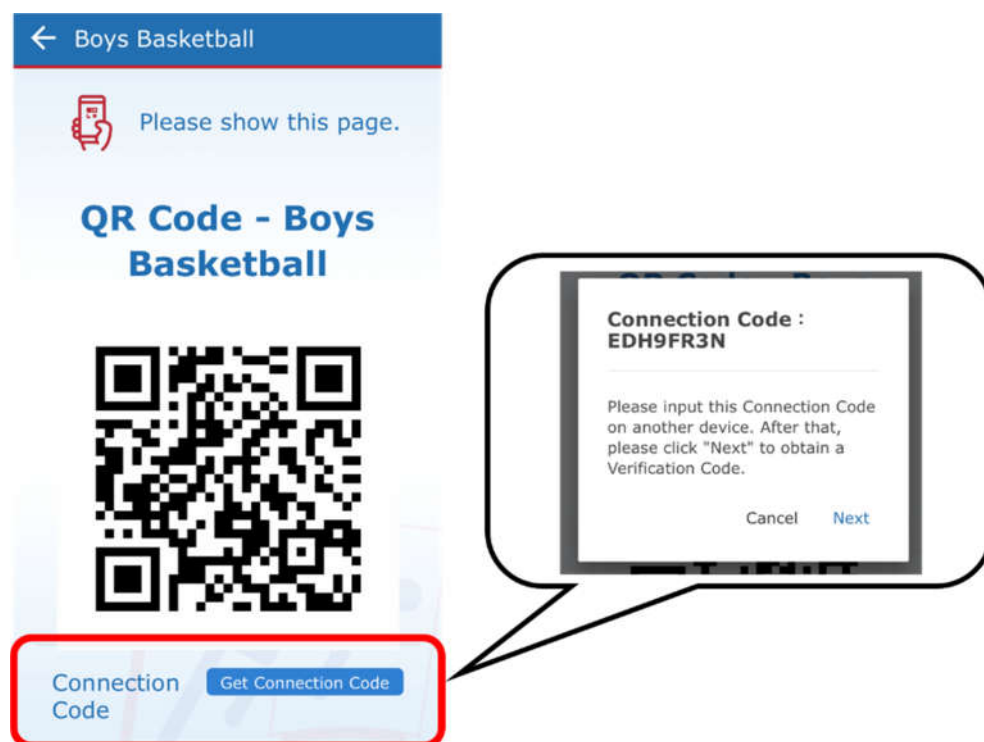 Boys Basketball
Please show this page.
QR Code - Boys
Basketball
Connection
Code
Get Connection Code
Connection Code :
EDH9FR3N
Please input this Connection Code
on another device. After that,
please click "Next" to obtain a
Verification Code.
Cancel Next